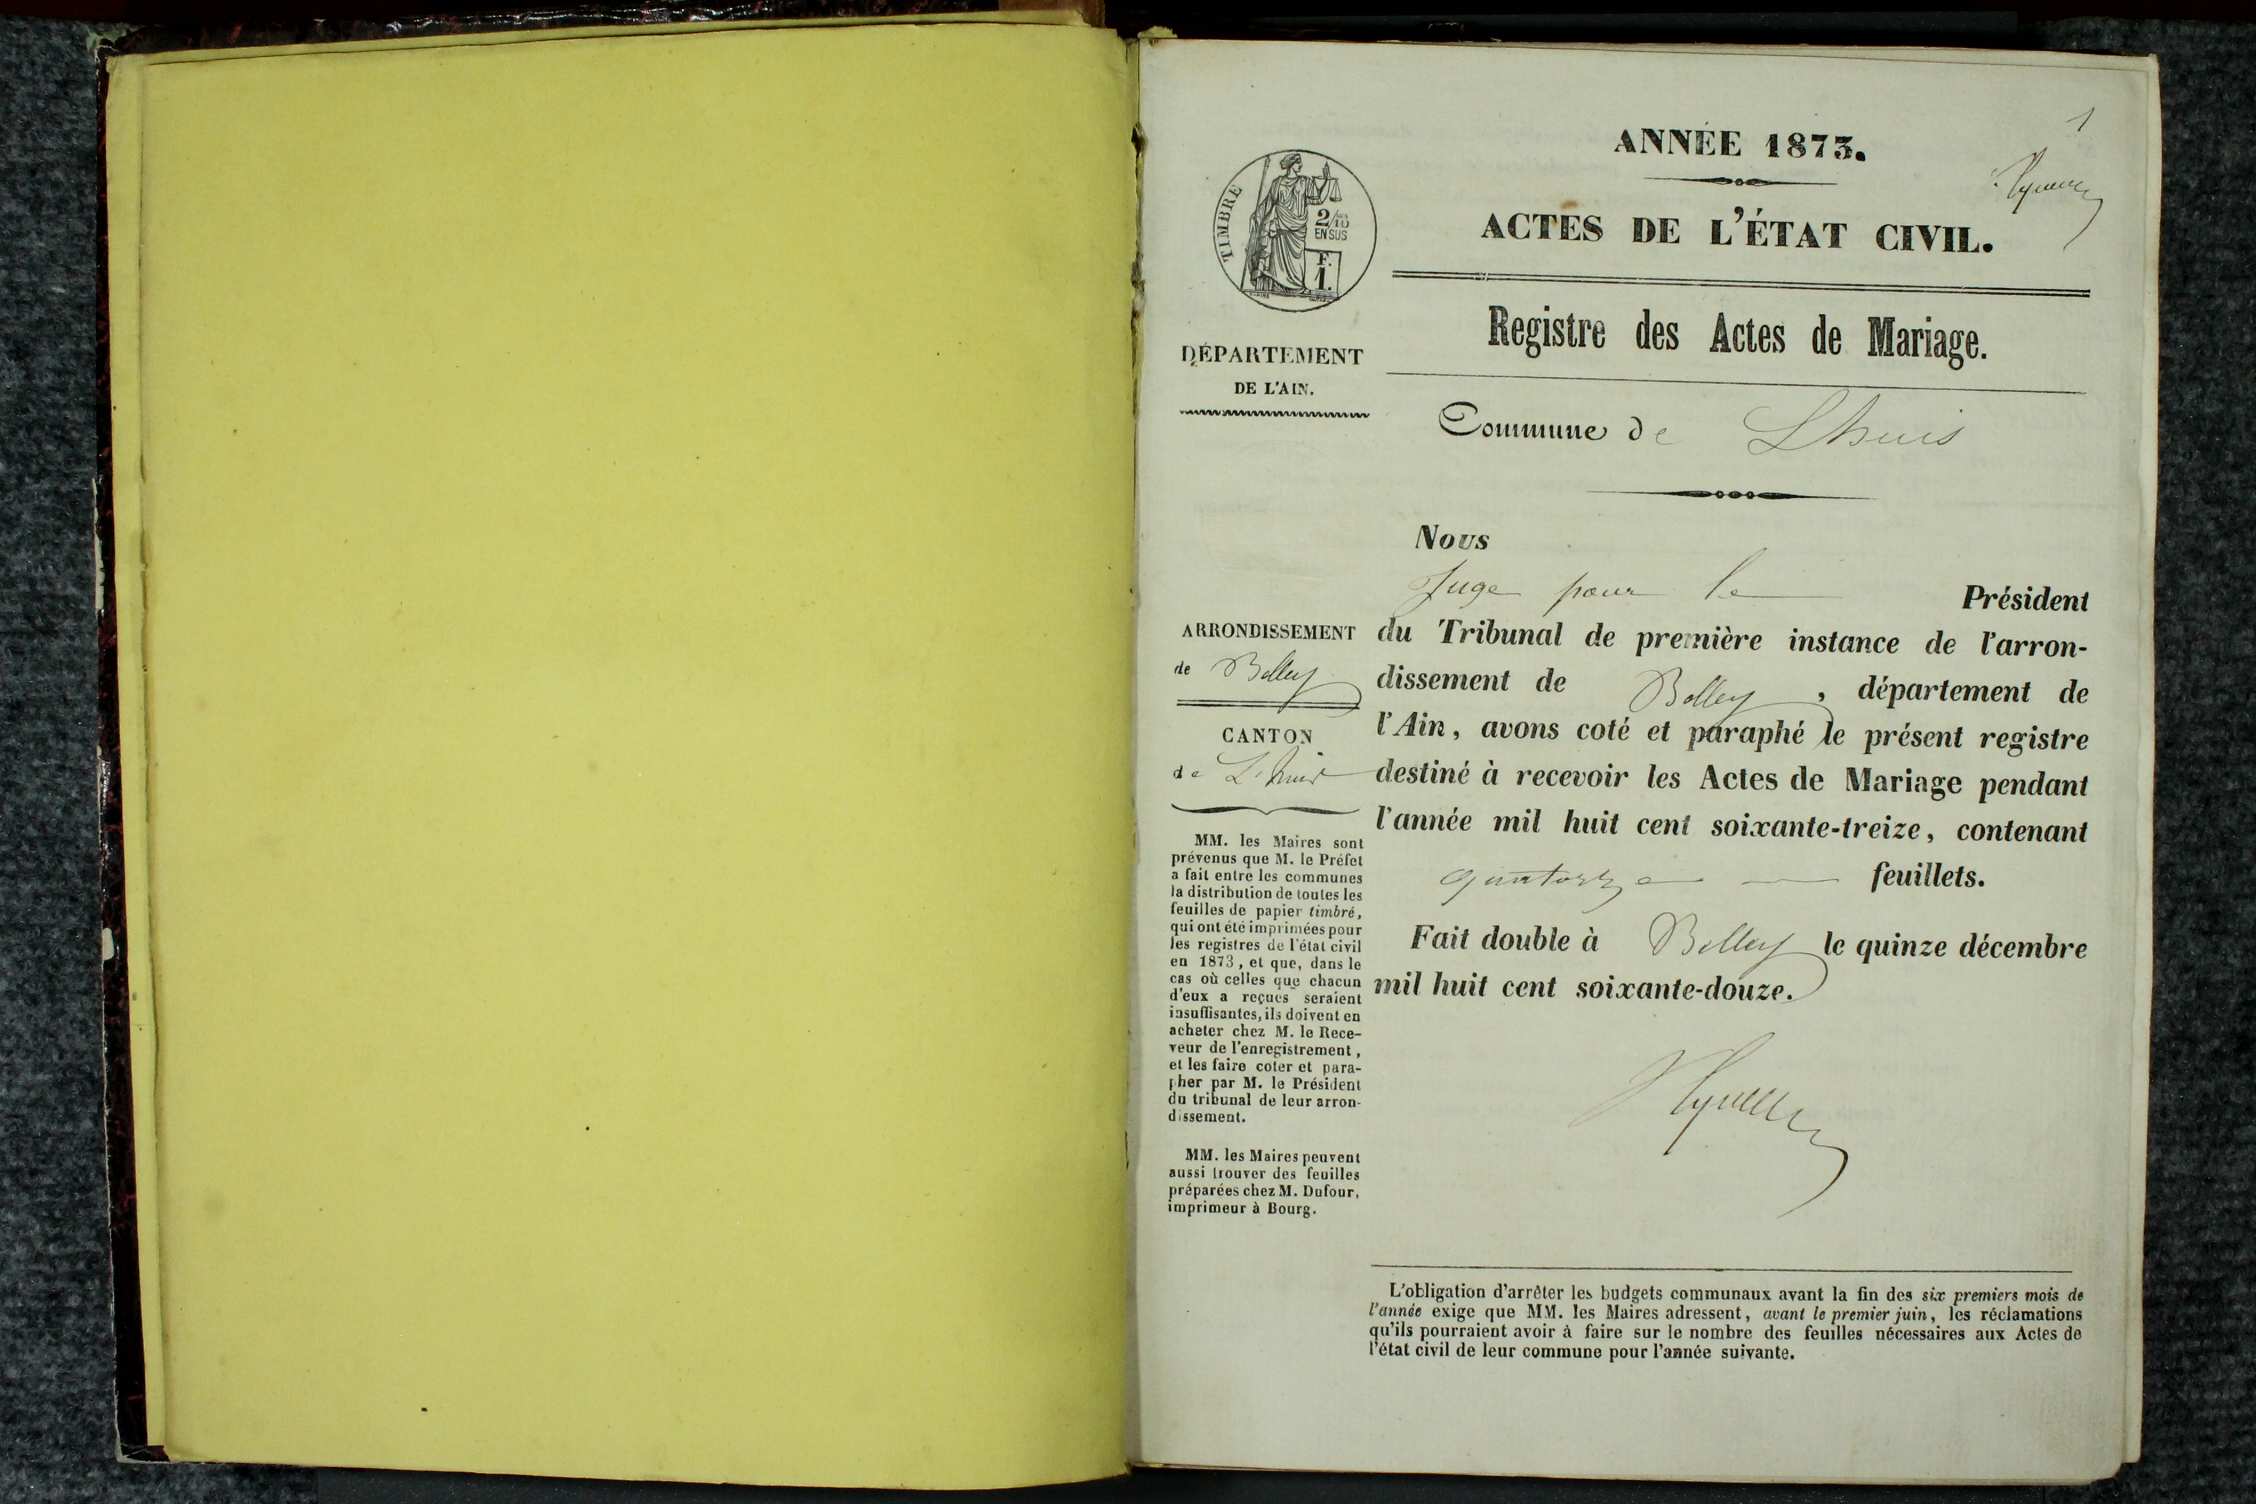 1
ANNÉE 1873.
ACTES DE L'ÉTAT CIVIL.
TIMBRE
2/10
EN SUS
F.
1.
Registre des Actes de Mariage.
DÉPARTEMENT
DE L'AIN.
Commune de Lhuis
Nous
Juge pour le Président
du Tribunal de première instance de l'arron-
dissement de Belley, département de
l'Ain, avons coté et paraphé le présent registre
destiné à recevoir les Actes de Mariage pendant
l'année mil huit cent soixante-treize, contenant
quatorze feuillets.
Fait double à Belley le quinze décembre
mil huit cent soixante-douze.
ARRONDISSEMENT
de Belley
CANTON
de L'huis
MM. les Maires sont
prévenus que M. le Préfet
a fait entre les communes
la distribution de toutes les
feuilles de papier timbré,
qui ont été imprimées pour
les registres de l'état civil
en 1873, et que, dans le
cas où celles que chacun
d'eux a reçues seraient
insuffisantes, ils doivent en
acheter chez M. le Rece-
veur de l'enregistrement,
et les faire coter et para-
pher par M. le Président
du tribunal de leur arron-
dissement.
MM. les Maires peuvent
aussi trouver des feuilles
préparées chez M. Dufour,
imprimeur à Bourg.
L'obligation d'arrêter les budgets communaux avant la fin des six premiers mois de
l'année exige que MM. les Maires adressent, avant le premier juin, les réclamations
qu'ils pourraient avoir à faire sur le nombre des feuilles nécessaires aux Actes de
l'état civil de leur commune pour l'année suivante.